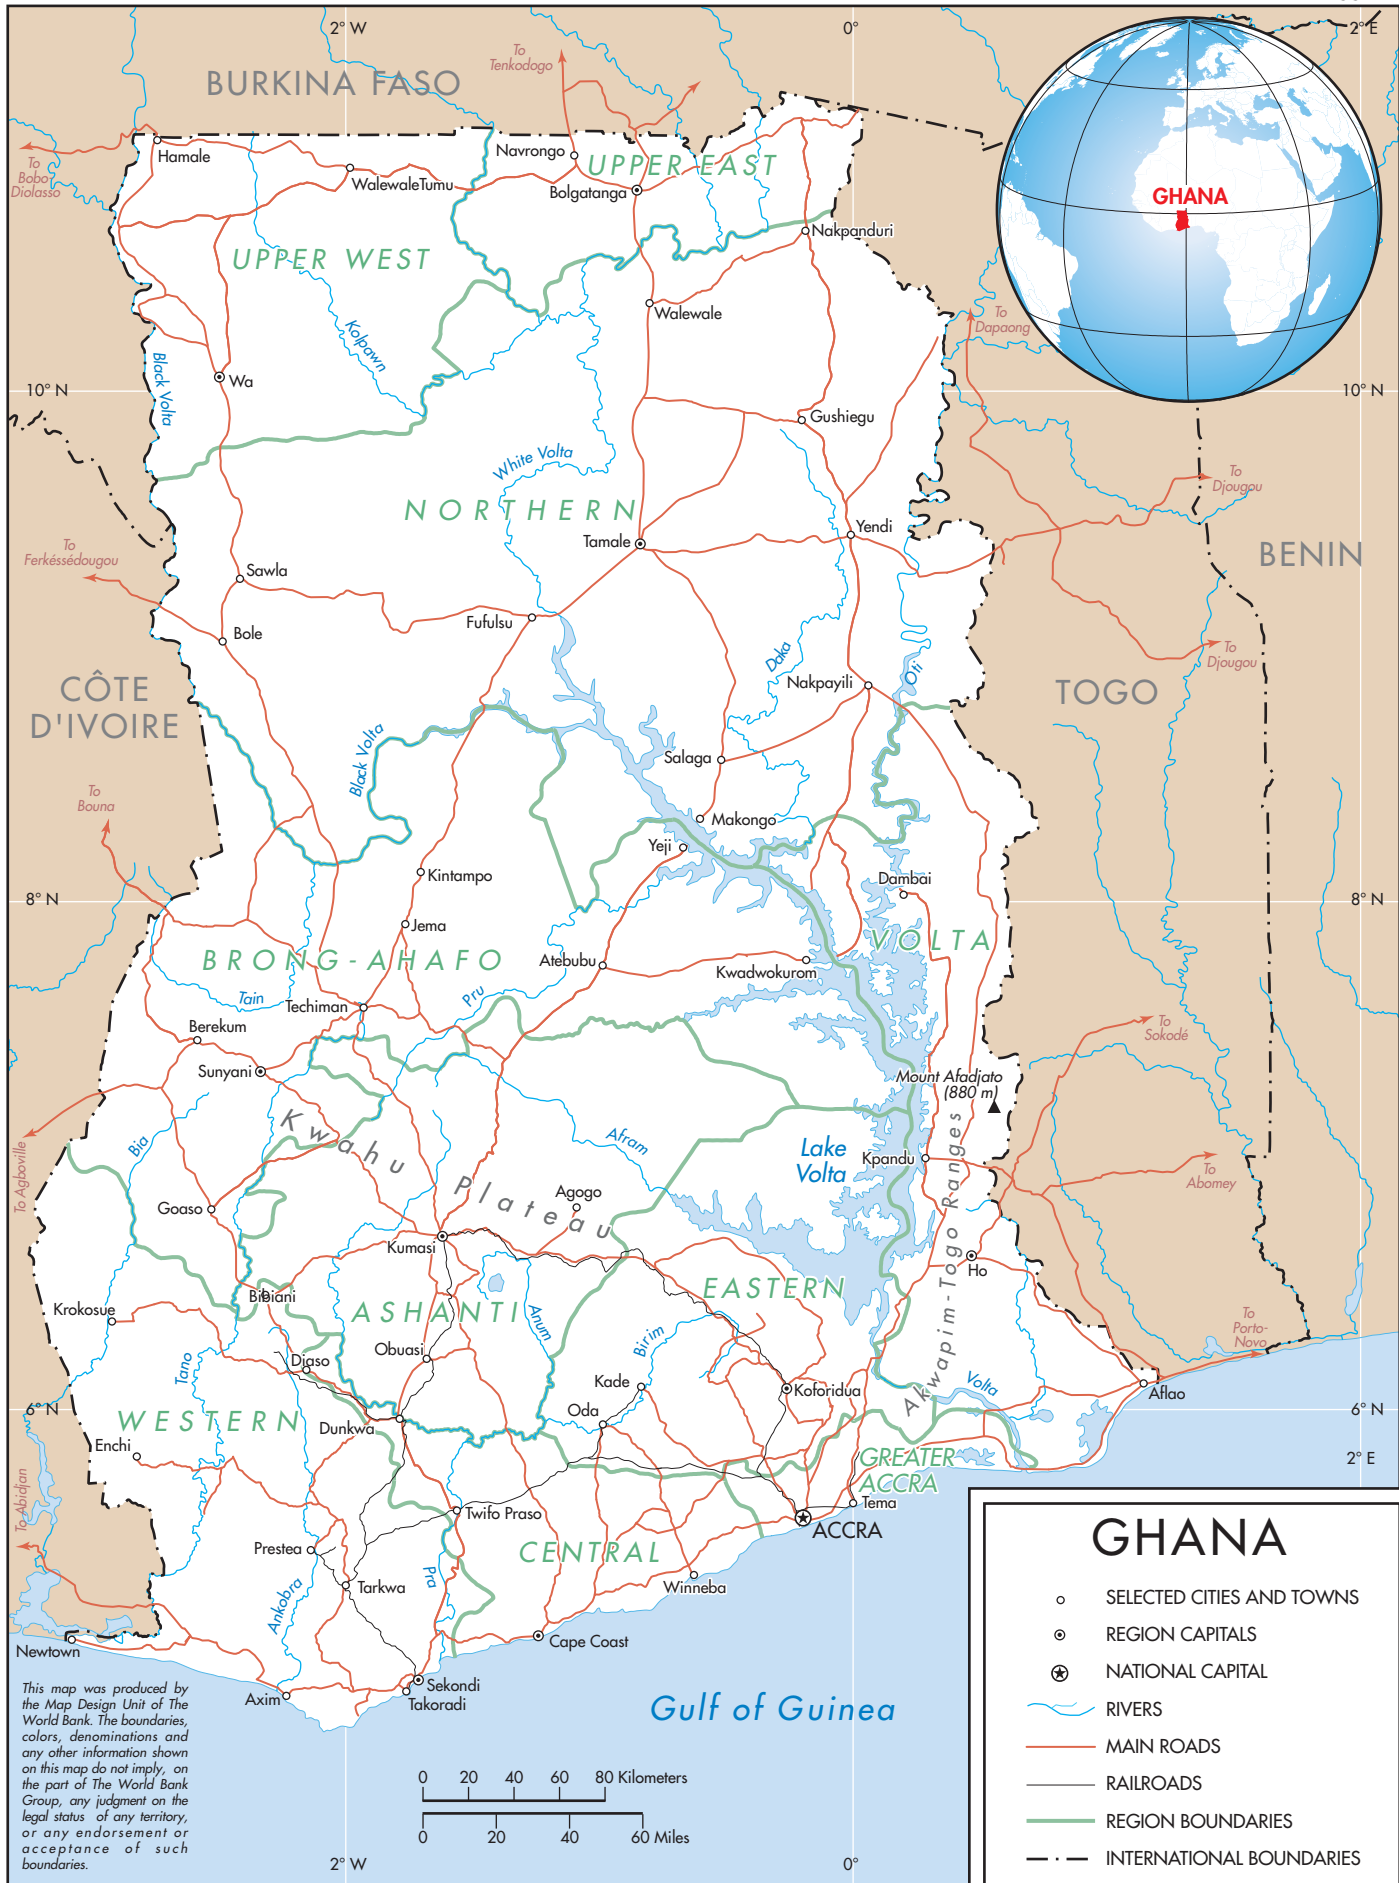 2° W
0°
2° E
To
Tenkodogo
BURKINA FASO
GHANA
To
Bobo-
Diolasso
Hamale
WalewaleTumu
Navrongo
UPPER EAST
Bolgatanga
Nakpanduri
UPPER WEST
Walewale
To
Dapaong
Kolpawn
Black Volta
Wa
10° N
10° N
Gushiegu
White Volta
To
Djougou
NORTHERN
Tamale
Yendi
BENIN
To
Ferkéssédougou
Sawla
Fufulsu
Bole
Daka
Oti
To
Djougou
Nakpayili
CÔTE
D'IVOIRE
TOGO
Black Volta
Salaga
To
Bouna
Makongo
Yeji
Kintampo
Dambai
8° N
8° N
Jema
VOLTA
BRONG-AHAFO
Atebubu
Kwadwokurom
Tain
Pru
Techiman
Berekum
To
Sokodé
Sunyani
Mount Afadjato
(880 m)
Kwahu Plateau
Bia
Afram
Lake
Volta
Kpandu
To Agboville
To
Abomey
Agogo
Goaso
Akwapim-Togo Ranges
Kumasi
Ho
Bibiani
EASTERN
ASHANTI
Krokosue
Anum
Birim
To
Porto-
Novo
Tano
Obuasi
Diaso
Kade
Koforidua
Volta
Aflao
6° N
6° N
WESTERN
Oda
Dunkwa
Enchi
GREATER
ACCRA
2° E
To Abidjan
Tema
Twifo Praso
ACCRA
Prestea
CENTRAL
Pra
Tarkwa
Winneba
Ankobra
Cape Coast
Newtown
Sekondi
Axim
Takoradi
Gulf of Guinea
This map was produced by
the Map Design Unit of The
World Bank. The boundaries,
colors, denominations and
any other information shown
on this map do not imply, on
the part of The World Bank
Group, any judgment on the
legal status of any territory,
or any endorsement or
acceptance of such
boundaries.
0 20 40 60 80 Kilometers
0 20 40 60 Miles
2° W
0°
GHANA
SELECTED CITIES AND TOWNS
REGION CAPITALS
NATIONAL CAPITAL
RIVERS
MAIN ROADS
RAILROADS
REGION BOUNDARIES
INTERNATIONAL BOUNDARIES